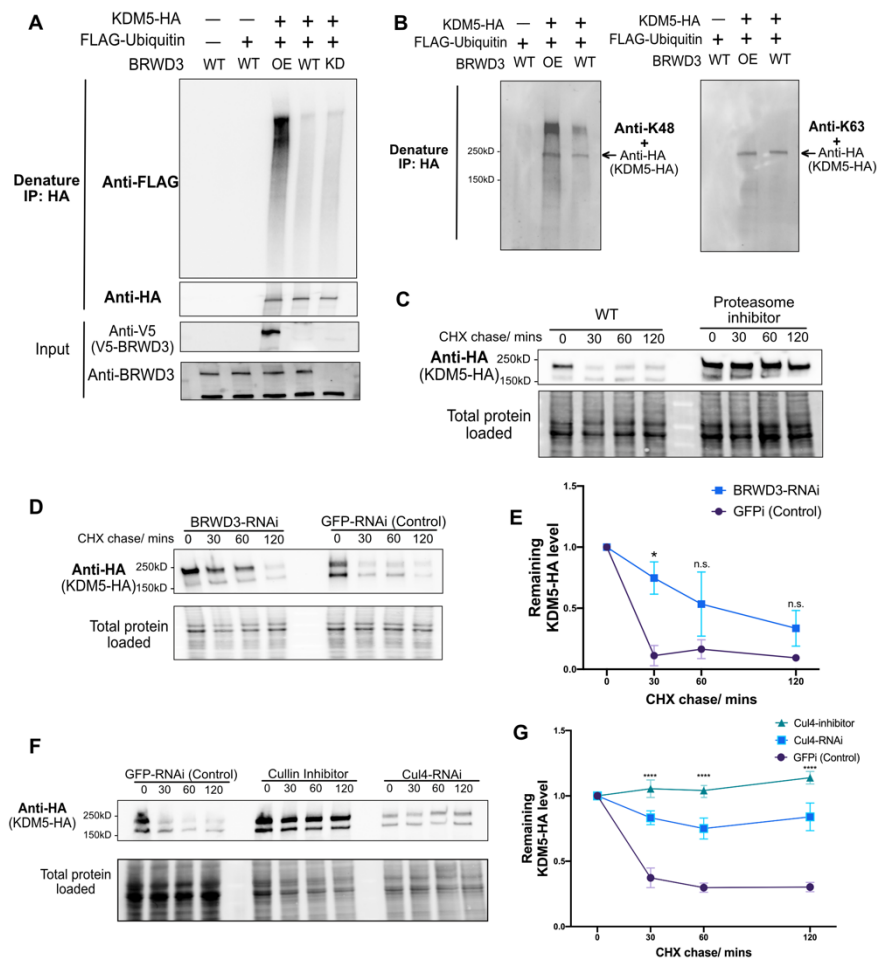 A
KDM5-HA — — + + +
FLAG-Ubiquitin — + + + +
BRWD3 WT WT OE WT KD
Denature
IP: HA
Anti-FLAG
Anti-HA
Input
Anti-V5
(V5-BRWD3)
Anti-BRWD3
B
KDM5-HA — + +
FLAG-Ubiquitin + + +
BRWD3 WT OE WT
Denature
IP: HA
250kD
150kD
Anti-K48
+
Anti-HA
(KDM5-HA)
KDM5-HA — + +
FLAG-Ubiquitin + + +
BRWD3 WT OE WT
Anti-K63
+
Anti-HA
(KDM5-HA)
C
WT
Proteasome
inhibitor
CHX chase/ mins 0 30 60 120 0 30 60 120
Anti-HA
(KDM5-HA)
250kD
150kD
Total protein
loaded
D
BRWD3-RNAi GFP-RNAi (Control)
CHX chase/ mins 0 30 60 120 0 30 60 120
Anti-HA
(KDM5-HA)
250kD
150kD
Total protein
loaded
E
BRWD3-RNAi
GFPi (Control)
Remaining
KDM5-HA level
1.5
1.0
0.5
0.0
*
n.s.
n.s.
0 30 60 120
CHX chase/ mins
F
GFP-RNAi (Control) Cullin Inhibitor Cul4-RNAi
0 30 60 120 0 30 60 120 0 30 60 120
Anti-HA
(KDM5-HA)
250kD
150kD
Total protein
loaded
G
Cul4-inhibitor
Cul4-RNAi
GFPi (Control)
Remaining
KDM5-HA level
1.5
1.0
0.5
0.0
****
****
****
0 30 60 120
CHX chase/ mins